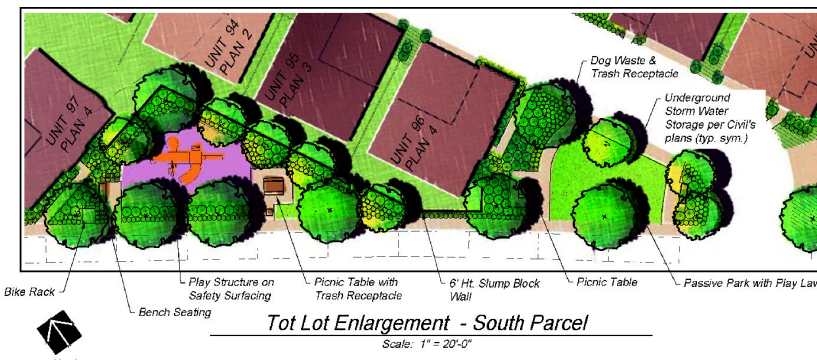 UNIT 94
PLAN 2
UNIT 95
PLAN 3
UNIT 97
PLAN 4
UNIT 96
PLAN 4
Dog Waste &
Trash Receptacle
Underground
Storm Water
Storage per Civil's
plans (typ. sym.)
Bike Rack
Bench Seating
Play Structure on
Safety Surfacing
Picnic Table with
Trash Receptacle
6' Ht. Slump Block
Wall
Picnic Table
Passive Park with Play Law
Tot Lot Enlargement - South Parcel
Scale: 1" = 20'-0"